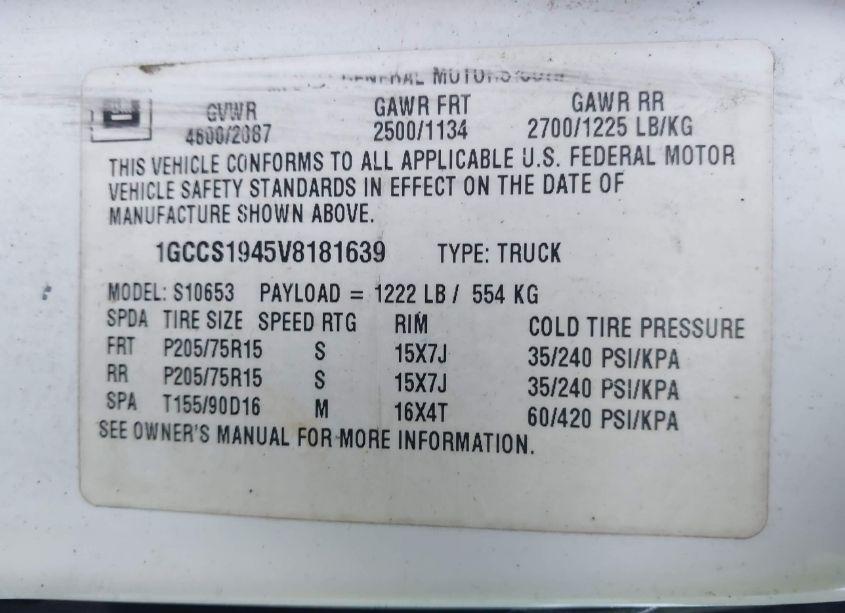 GENERAL MOTORS
GVWR GAWR FRT GAWR RR
4600/2087 2500/1134 2700/1225 LB/KG
THIS VEHICLE CONFORMS TO ALL APPLICABLE U.S. FEDERAL MOTOR
VEHICLE SAFETY STANDARDS IN EFFECT ON THE DATE OF
MANUFACTURE SHOWN ABOVE.
1GCCS1945V8181639 TYPE: TRUCK
MODEL: S10653 PAYLOAD = 1222 LB / 554 KG
SPDA TIRE SIZE SPEED RTG RIM COLD TIRE PRESSURE
FRT P205/75R15 S 15X7J 35/240 PSI/KPA
RR P205/75R15 S 15X7J 35/240 PSI/KPA
SPA T155/90D16 M 16X4T 60/420 PSI/KPA
SEE OWNER'S MANUAL FOR MORE INFORMATION.